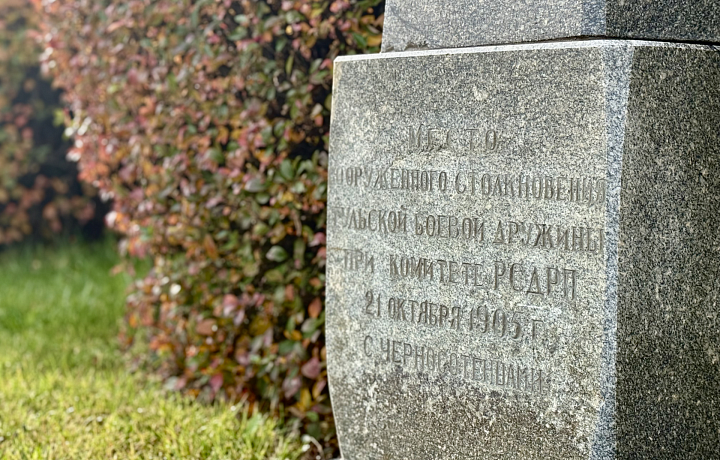 МЕСТО
ВООРУЖЕННОГО СТОЛКНОВЕНИЯ
ТУЛЬСКОЙ БОЕВОЙ ДРУЖИНЫ
ПРИ КОМИТЕТЕ РСДРП
21 ОКТЯБРЯ 1905 Г.
С ЧЕРНОСОТЕНЦАМИ